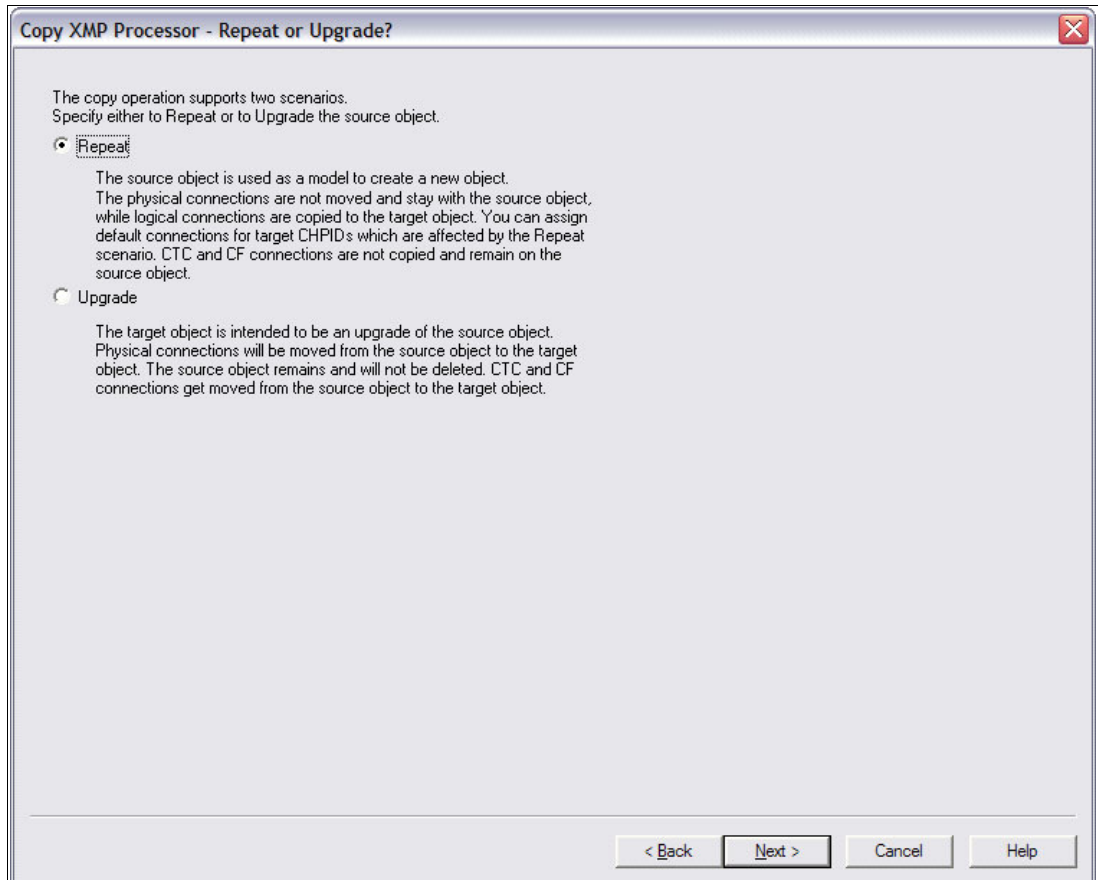 Copy XMP Processor - Repeat or Upgrade?
The copy operation supports two scenarios.
Specify either to Repeat or to Upgrade the source object.
Repeat
The source object is used as a model to create a new object.
The physical connections are not moved and stay with the source object,
while logical connections are copied to the target object. You can assign
default connections for target CHPIDs which are affected by the Repeat
scenario. CTC and CF connections are not copied and remain on the
source object.
Upgrade
The target object is intended to be an upgrade of the source object.
Physical connections will be moved from the source object to the target
object. The source object remains and will not be deleted. CTC and CF
connections get moved from the source object to the target object.
< Back Next > Cancel Help